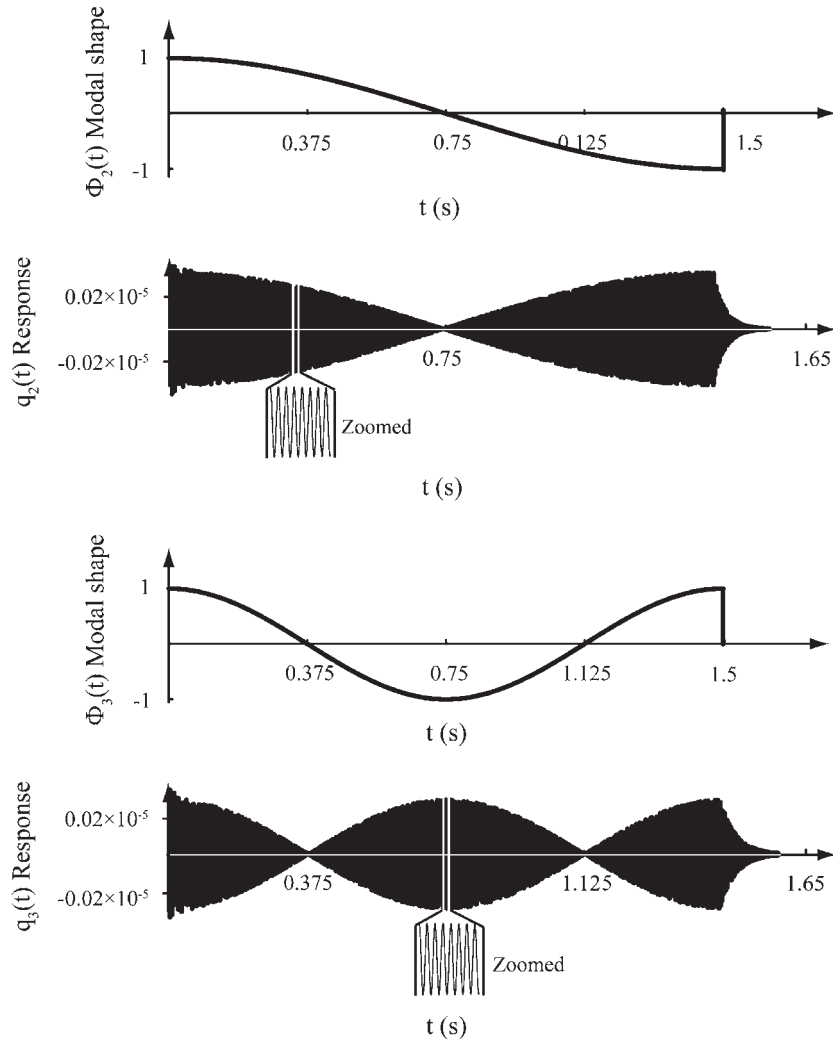 Φ₂(t) Modal shape
1
0.375
0.75
0.125
1.5
-1
t (s)
q₂(t) Response
0.02×10⁻⁵
-0.02×10⁻⁵
0.75
1.65
Zoomed
t (s)
Φ₃(t) Modal shape
1
0.375
0.75
1.125
1.5
-1
t (s)
q₃(t) Response
0.02×10⁻⁵
-0.02×10⁻⁵
0.375
1.125
1.65
Zoomed
t (s)